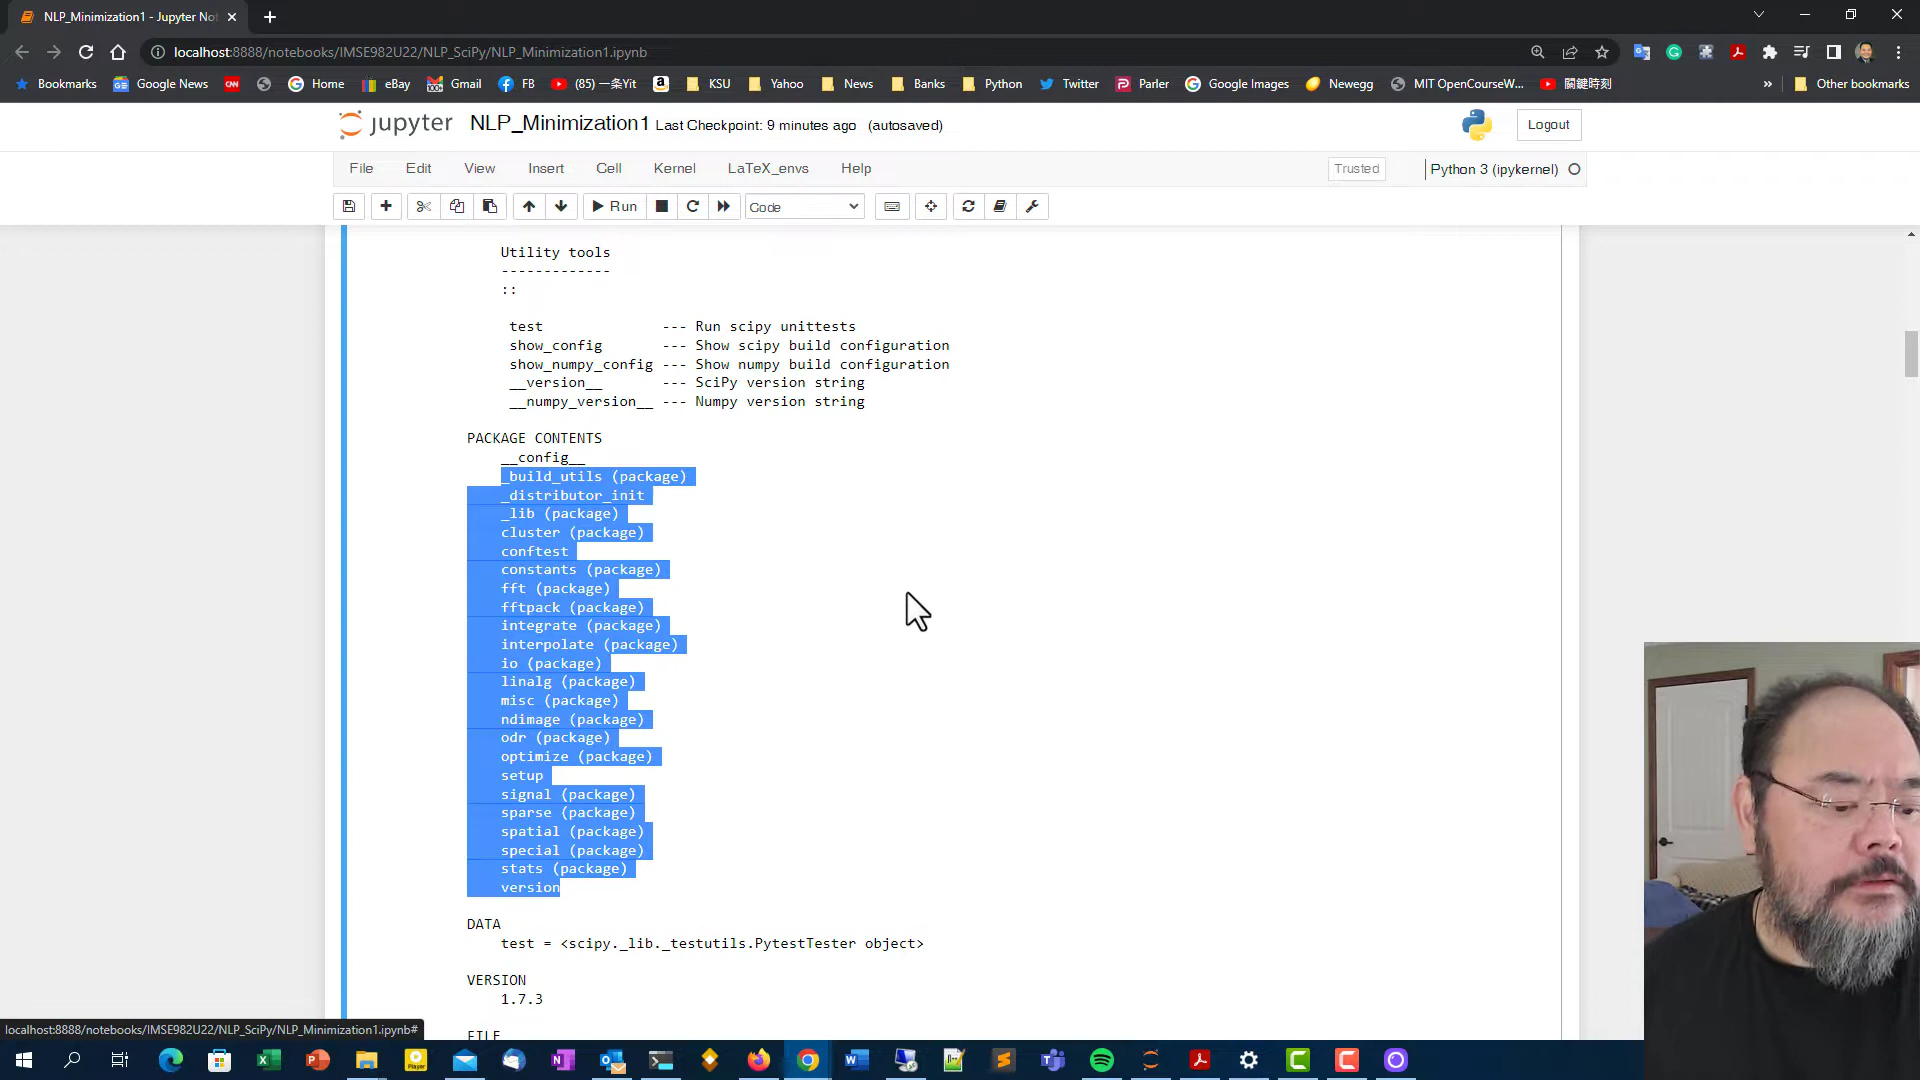 NLP_Minimization1 - Jupyter Not
localhost:8888/notebooks/IMSE982U22/NLP_SciPy/NLP_Minimization1.ipynb
Bookmarks Google News CNN Home eBay Gmail FB (85) 一条Yit KSU Yahoo News Banks Python Twitter Parler Google Images Newegg MIT OpenCourseW... 關鍵時刻 » Other bookmarks
jupyter NLP_Minimization1 Last Checkpoint: 9 minutes ago (autosaved) Logout
File Edit View Insert Cell Kernel LaTeX_envs Help Trusted Python 3 (ipykernel)
Run Code
Utility tools
-------------
::
test --- Run scipy unittests
show_config --- Show scipy build configuration
show_numpy_config --- Show numpy build configuration
__version__ --- SciPy version string
__numpy_version__ --- Numpy version string
PACKAGE CONTENTS
__config__
_build_utils (package)
_distributor_init
_lib (package)
cluster (package)
conftest
constants (package)
fft (package)
fftpack (package)
integrate (package)
interpolate (package)
io (package)
linalg (package)
misc (package)
ndimage (package)
odr (package)
optimize (package)
setup
signal (package)
sparse (package)
spatial (package)
special (package)
stats (package)
version
DATA
test = <scipy._lib._testutils.PytestTester object>
VERSION
1.7.3
FILE
localhost:8888/notebooks/IMSE982U22/NLP_SciPy/NLP_Minimization1.ipynb#